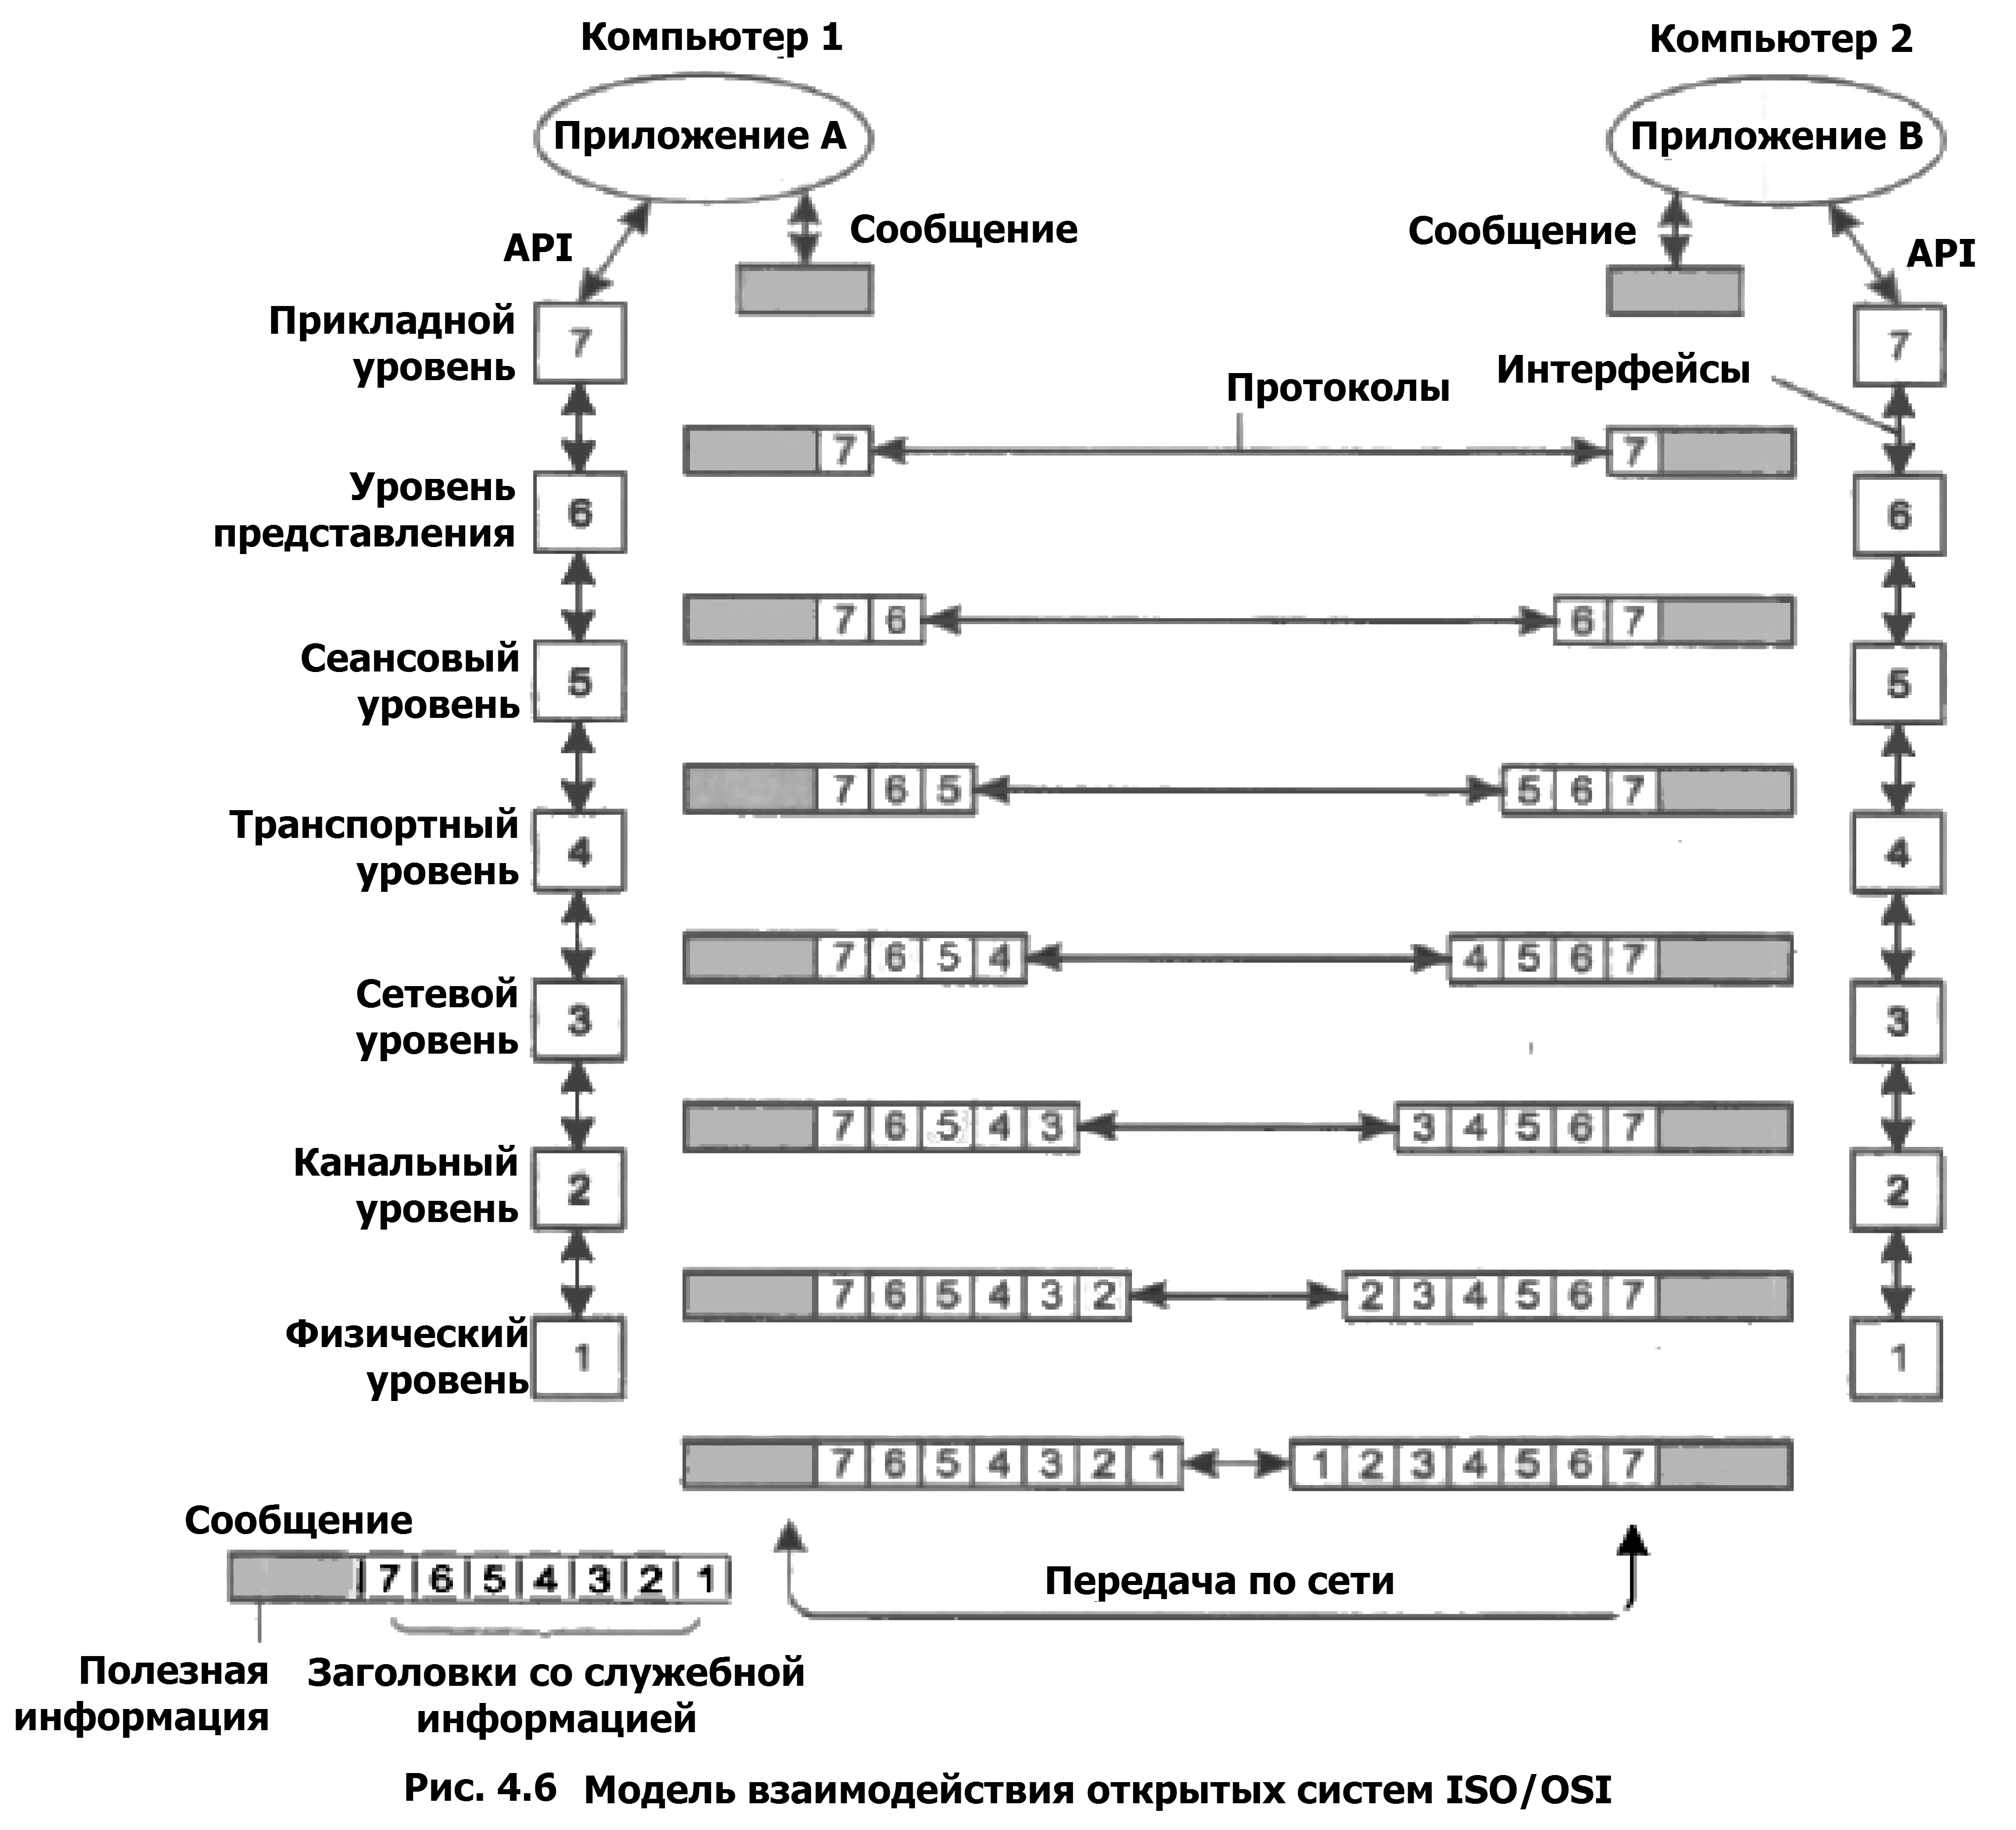 Компьютер 1
Компьютер 2
Приложение А
Приложение В
API
Сообщение
Сообщение
API
Прикладной
уровень
7
7
Протоколы
Интерфейсы
7
7
Уровень
представления
6
6
7 6
6 7
Сеансовый
уровень
5
5
7 6 5
5 6 7
Транспортный
уровень
4
4
7 6 5 4
4 5 6 7
Сетевой
уровень
3
3
7 6 5 4 3
3 4 5 6 7
Канальный
уровень
2
2
7 6 5 4 3 2
2 3 4 5 6 7
Физический
уровень
1
1
7 6 5 4 3 2 1
1 2 3 4 5 6 7
Сообщение
7 6 5 4 3 2 1
Передача по сети
Полезная
информация
Заголовки со служебной
информацией
Рис. 4.6 Модель взаимодействия открытых систем ISO/OSI